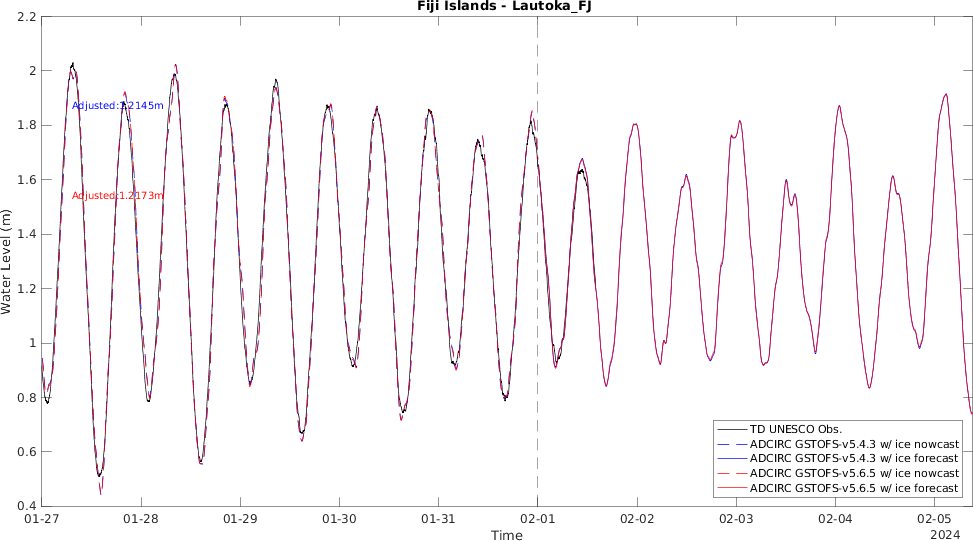 Fiji Islands - Lautoka_FJ
2.2
2
1.8
1.6
1.4
1.2
1
0.8
0.6
0.4
Water Level (m)
Adjusted:1.2145m
Adjusted:1.2173m
TD UNESCO Obs.
ADCIRC GSTOFS-v5.4.3 w/ ice nowcast
ADCIRC GSTOFS-v5.4.3 w/ ice forecast
ADCIRC GSTOFS-v5.6.5 w/ ice nowcast
ADCIRC GSTOFS-v5.6.5 w/ ice forecast
01-27 01-28 01-29 01-30 01-31 02-01 02-02 02-03 02-04 02-05
Time
2024